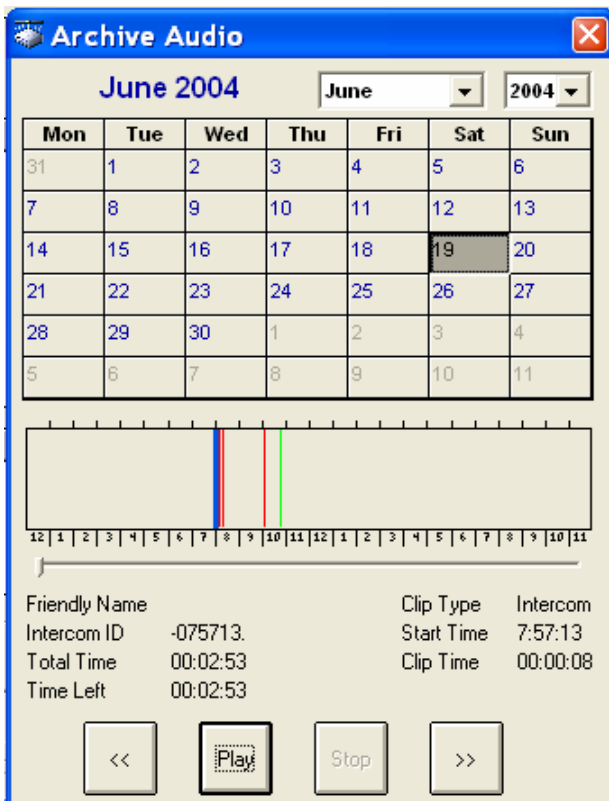 Archive Audio
June 2004 June 2004
Mon Tue Wed Thu Fri Sat Sun
31 1 2 3 4 5 6
7 8 9 10 11 12 13
14 15 16 17 18 19 20
21 22 23 24 25 26 27
28 29 30 1 2 3 4
5 6 7 8 9 10 11
12 1 2 3 4 5 6 7 8 9 10 11 12 1 2 3 4 5 6 7 8 9 10 11
Friendly Name Clip Type Intercom
Intercom ID -075713. Start Time 7:57:13
Total Time 00:02:53 Clip Time 00:00:08
Time Left 00:02:53
<< Play Stop >>